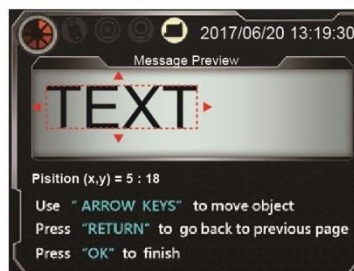 2017/06/20 13:19:30
Message Preview
TEXT
Pisition (x,y) = 5 : 18
Use “ ARROW KEYS” to move object
Press “RETURN” to go back to previous page
Press “OK” to finish